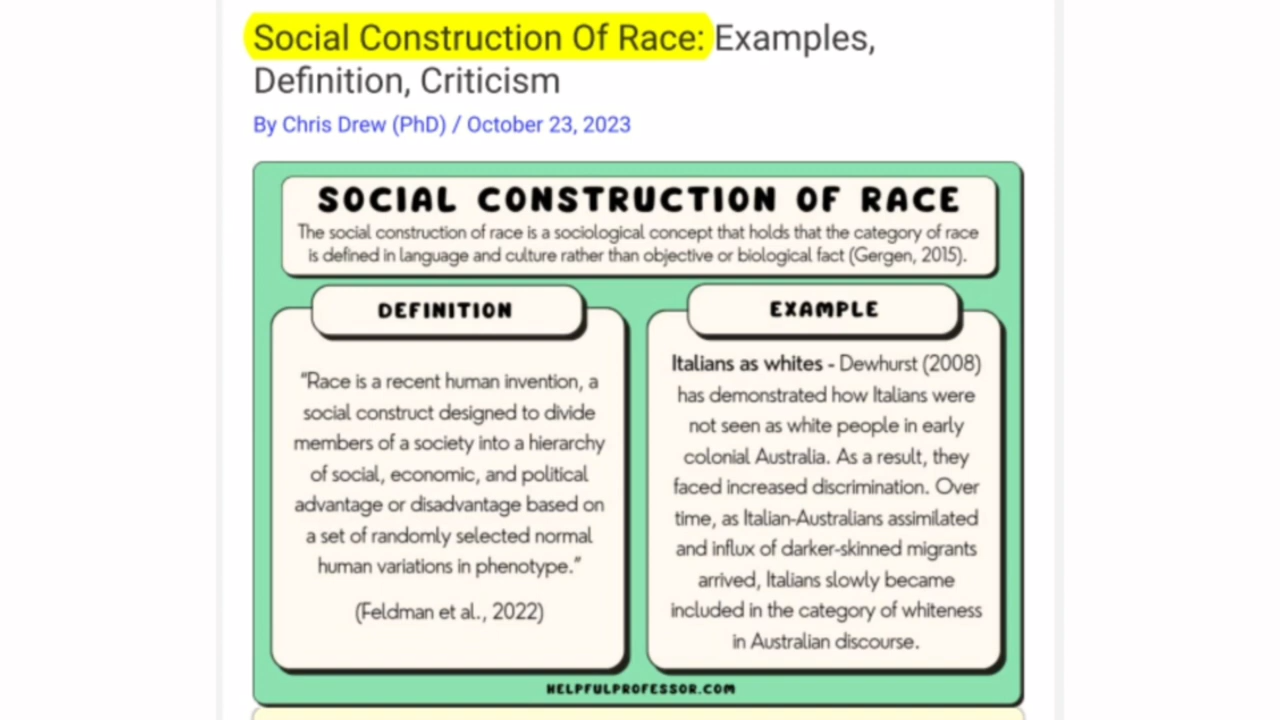 Social Construction Of Race: Examples,
Definition, Criticism
By Chris Drew (PhD) / October 23, 2023
SOCIAL CONSTRUCTION OF RACE
The social construction of race is a sociological concept that holds that the category of race
is defined in language and culture rather than objective or biological fact (Gergen, 2015).
DEFINITION
"Race is a recent human invention, a
social construct designed to divide
members of a society into a hierarchy
of social, economic, and political
advantage or disadvantage based on
a set of randomly selected normal
human variations in phenotype."
(Feldman et al., 2022)
EXAMPLE
Italians as whites - Dewhurst (2008)
has demonstrated how Italians were
not seen as white people in early
colonial Australia. As a result, they
faced increased discrimination. Over
time, as Italian-Australians assimilated
and influx of darker-skinned migrants
arrived, Italians slowly became
included in the category of whiteness
in Australian discourse.
HELPFULPROFESSOR.COM